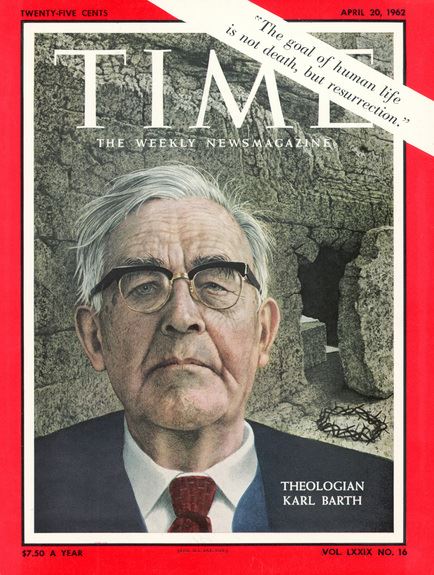 TWENTY-FIVE CENTS
APRIL 20, 1962
"The goal of human life
is not death, but resurrection."
TIME
THE WEEKLY NEWSMAGAZINE
THEOLOGIAN
KARL BARTH
$7.50 A YEAR
VOL. LXXIX NO. 16